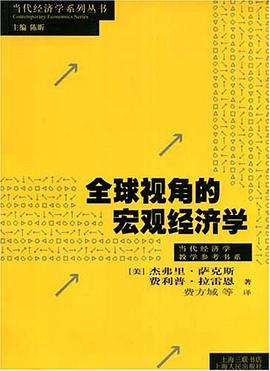 当代经济学系列丛书
Contemporary Economics Series
主编 陈昕
全球视角的
宏观经济学
当代经济学
教学参考书系
[美] 杰弗里·萨克斯
费利普·拉雷恩
费方域 等 译
上海三联书店
上海人民出版社